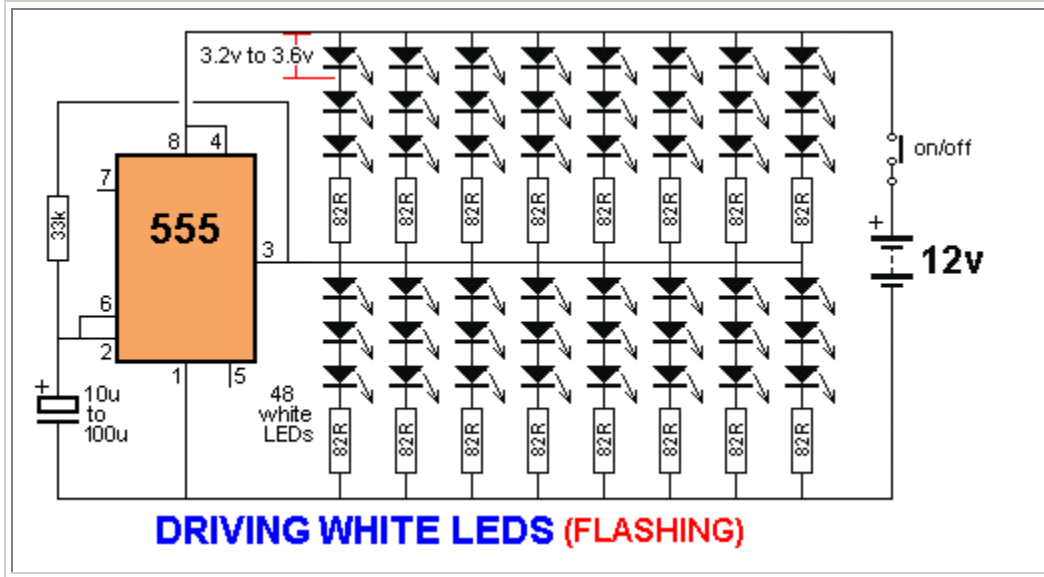 3.2v to 3.6v
8 4
on/off
7
33k
555
82R 82R 82R 82R 82R 82R 82R 82R
+
3
12v
6
2
1
5
+
10u
to
100u
48
white
LEDs
82R 82R 82R 82R 82R 82R 82R 82R
DRIVING WHITE LEDS (FLASHING)